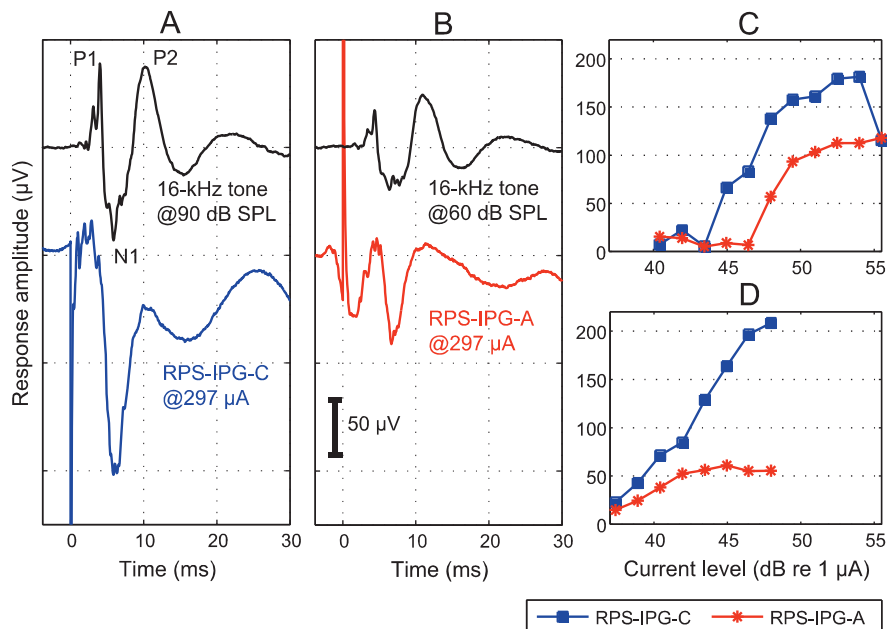 A
B
C
D
Response amplitude (µV)
P1
P2
16-kHz tone
@90 dB SPL
N1
RPS-IPG-C
@297 µA
0
10
20
30
Time (ms)
16-kHz tone
@60 dB SPL
RPS-IPG-A
@297 µA
50 µV
0
10
20
30
Time (ms)
200
150
100
50
0
40
45
50
55
200
150
100
50
0
40
45
50
55
Current level (dB re 1 µA)
RPS-IPG-C
RPS-IPG-A